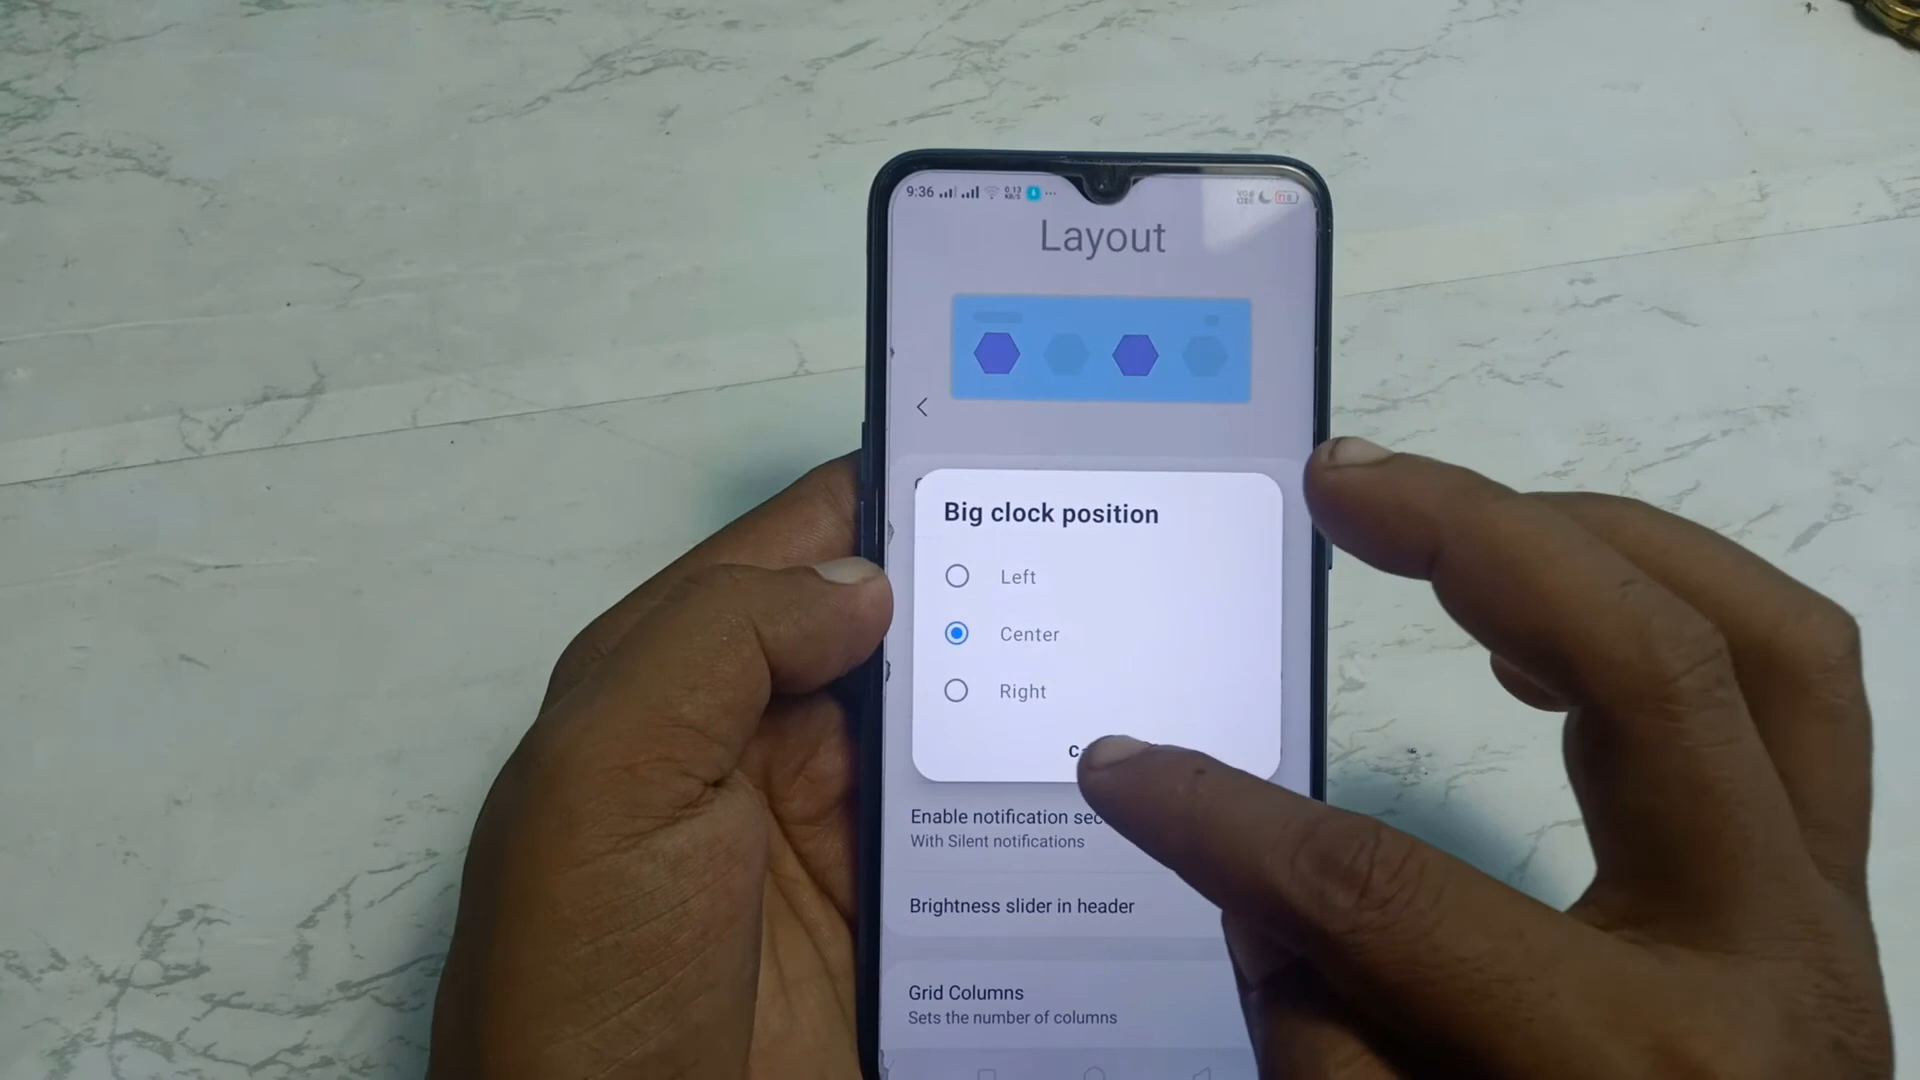 9:36
Layout
Big clock position
Left
Center
Right
Enable notification
With Silent notifications
Brightness slider in header
Grid Columns
Sets the number of columns